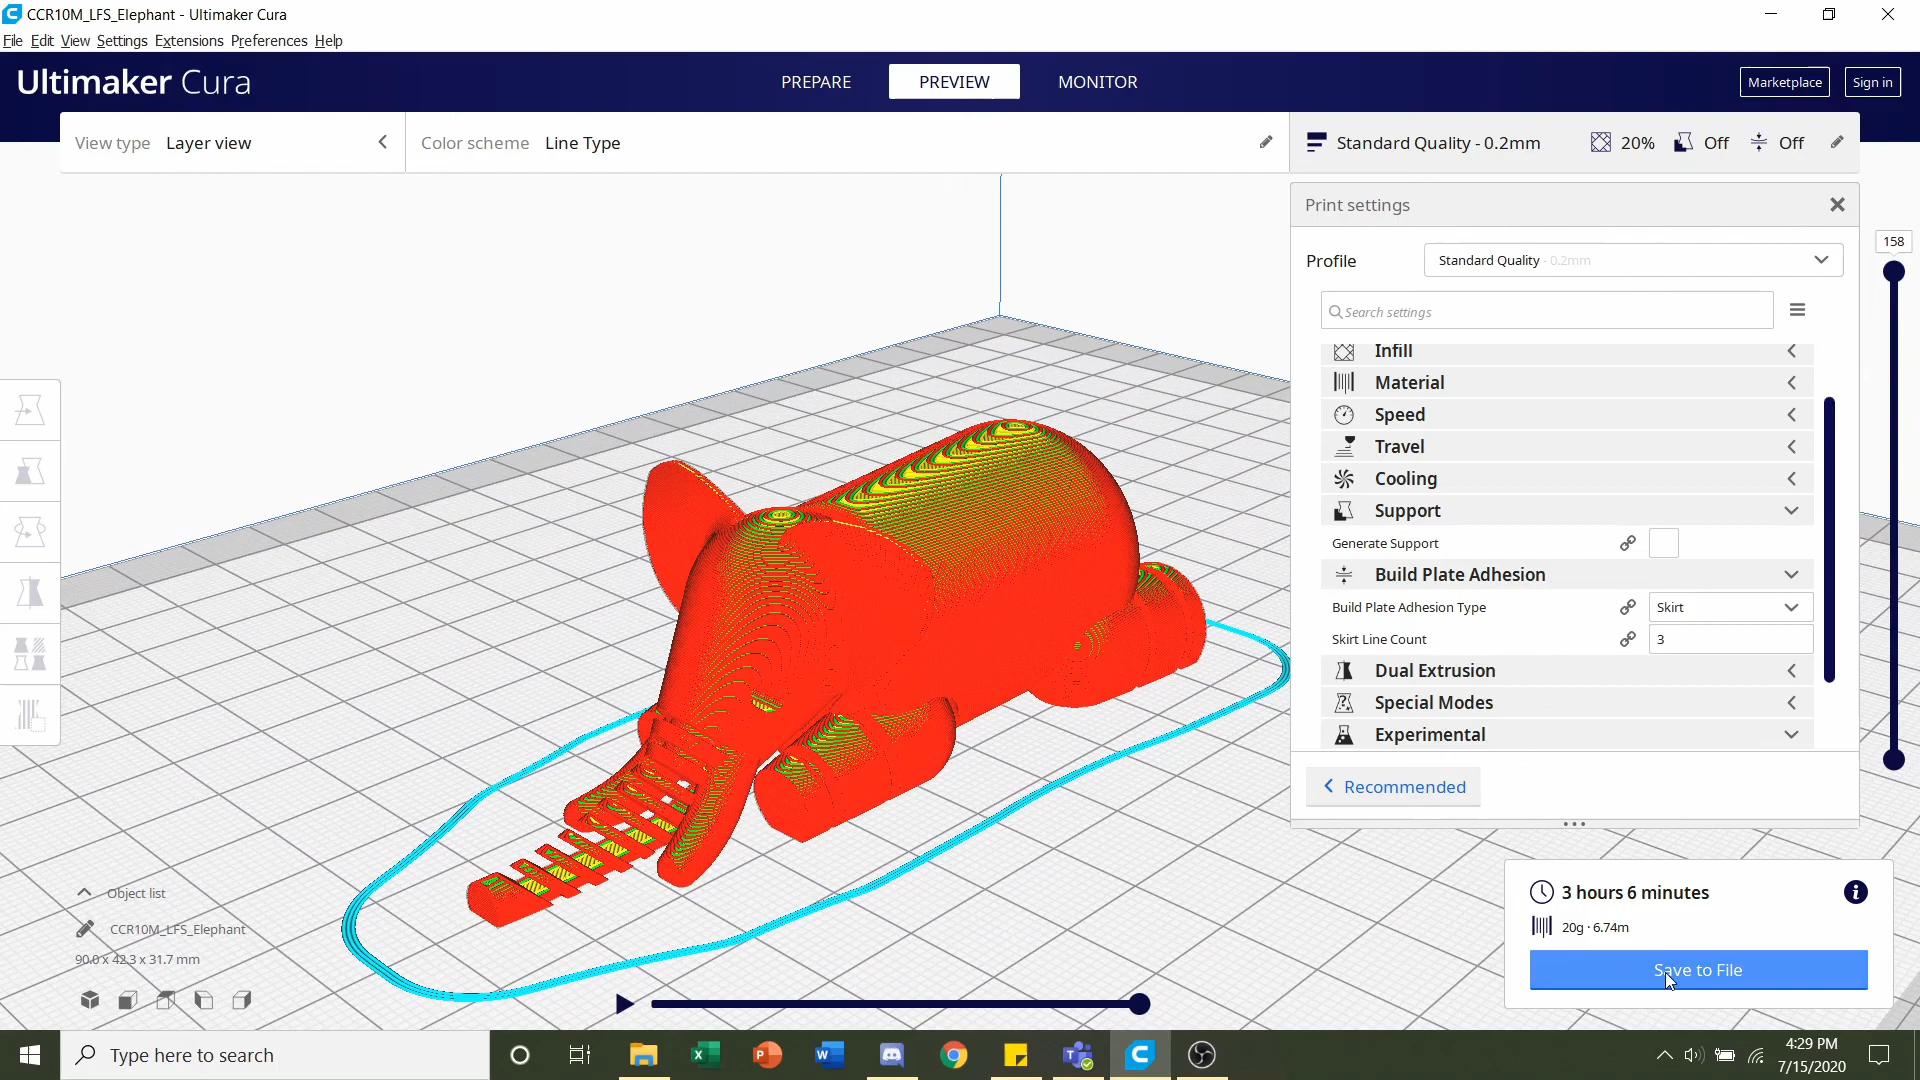 CCR10M_LFS_Elephant - Ultimaker Cura
File Edit View Settings Extensions Preferences Help
Ultimaker Cura
PREPARE
PREVIEW
MONITOR
Marketplace
Sign in
View type Layer view
Color scheme Line Type
Standard Quality - 0.2mm
20%
Off
Off
Print settings
Profile
Standard Quality - 0.2mm
Search settings
158
Infill
Material
Speed
Travel
Cooling
Support
Generate Support
Build Plate Adhesion
Build Plate Adhesion Type
Skirt
Skirt Line Count
3
Dual Extrusion
Special Modes
Experimental
Recommended
Object list
CCR10M_LFS_Elephant
90.0 x 42.3 x 31.7 mm
3 hours 6 minutes
20g · 6.74m
Save to File
Type here to search
4:29 PM
7/15/2020